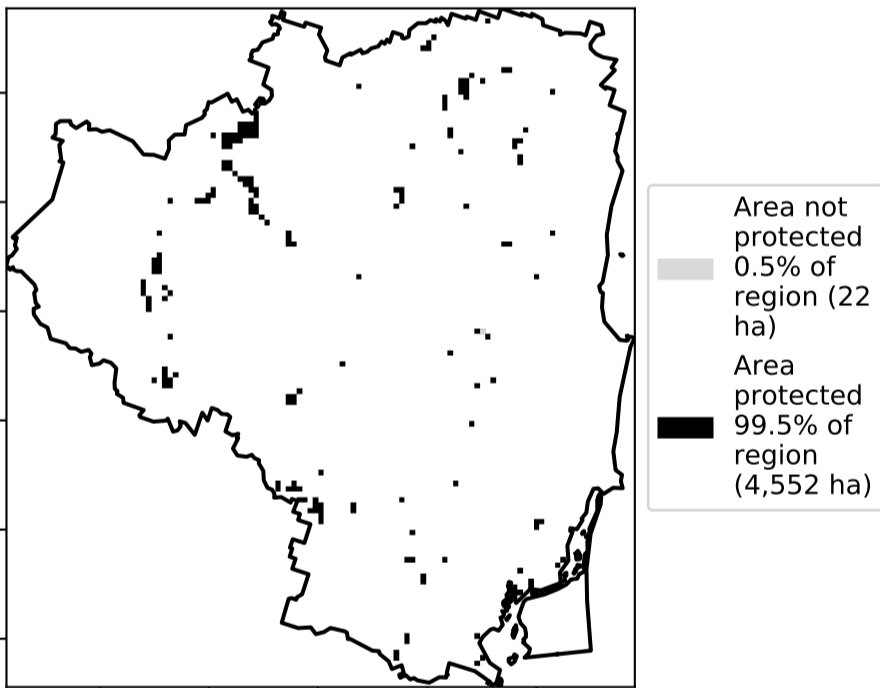 Area not
protected
0.5% of
region (22
ha)
Area
protected
99.5% of
region
(4,552 ha)